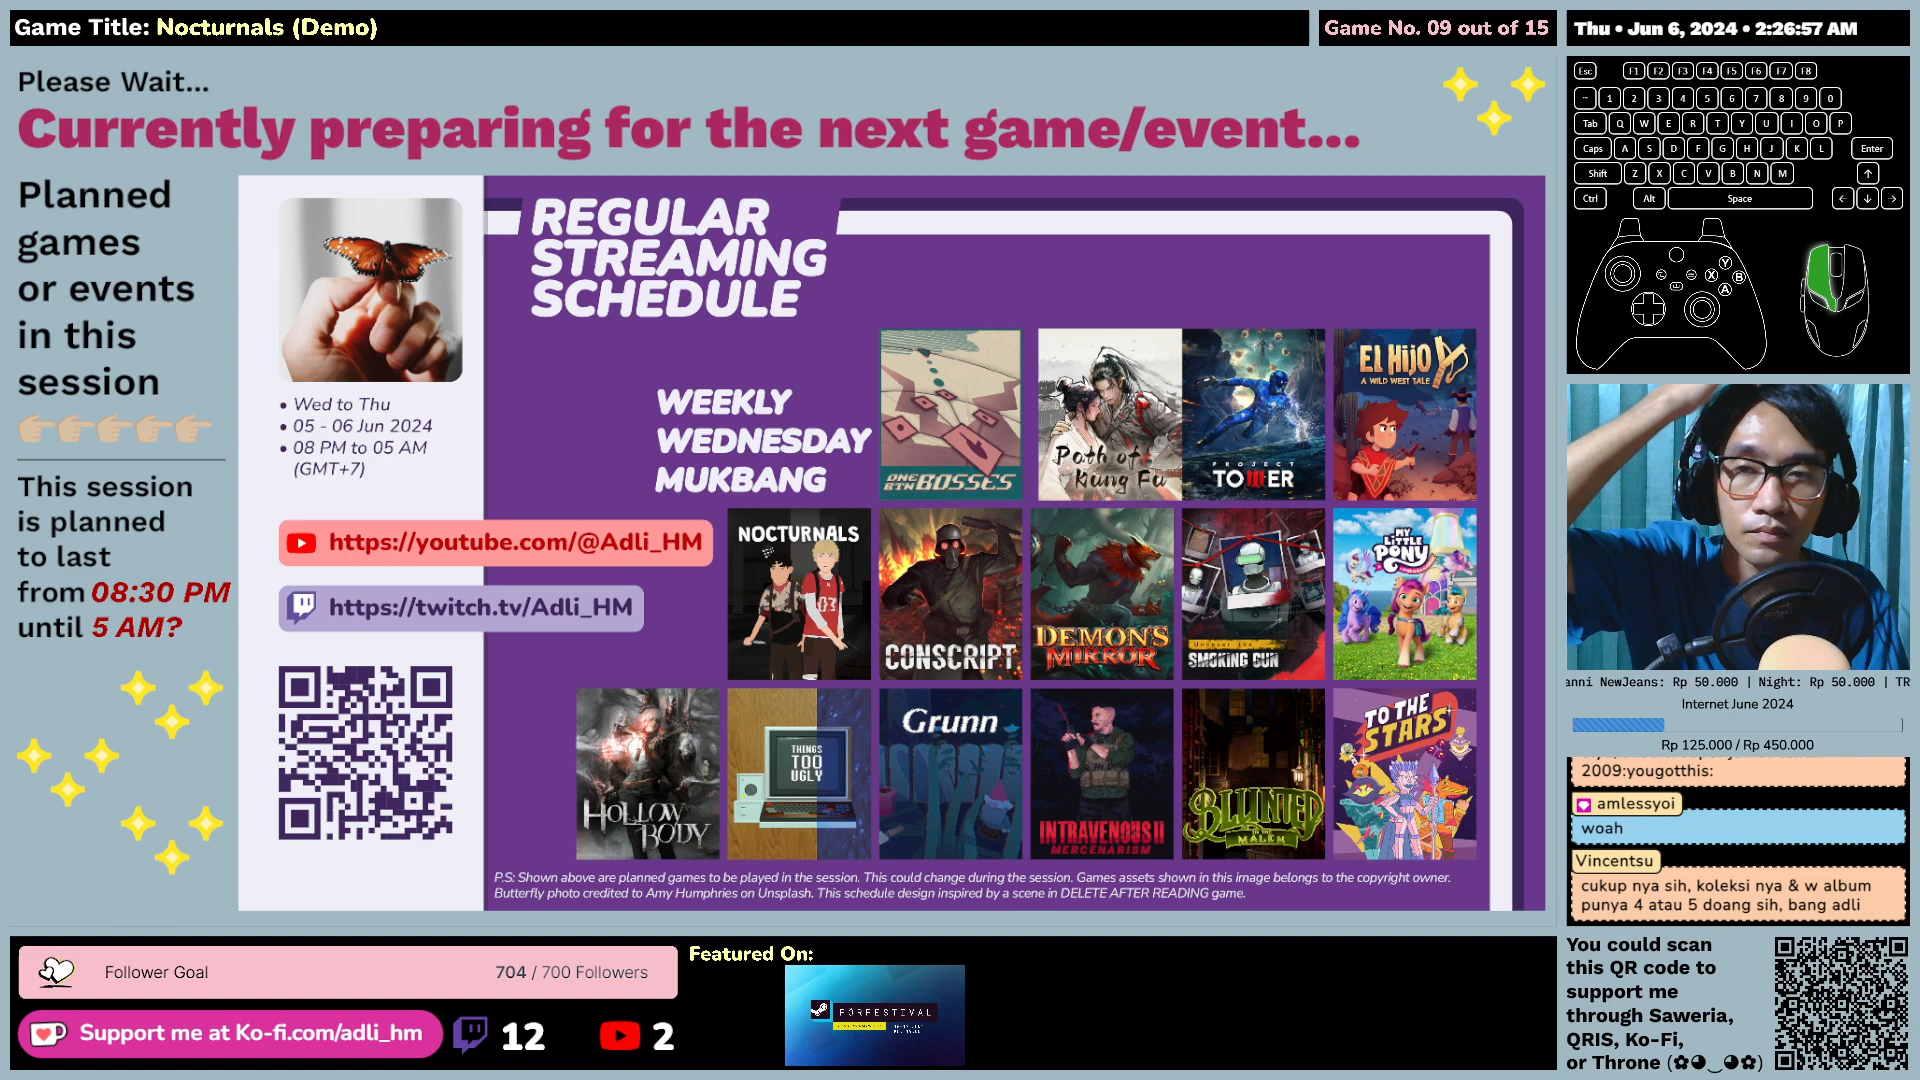 Game Title: Nocturnals (Demo)
Game No. 09 out of 15
Thu • Jun 6, 2024 • 2:26:57 AM
Please Wait...
Currently preparing for the next game/event...
Planned
games
or events
in this
session
This session
is planned
to last
from 08:30 PM
until 5 AM?
• Wed to Thu
• 05 - 06 Jun 2024
• 08 PM to 05 AM
(GMT+7)
https://youtube.com/@Adli_HM
https://twitch.tv/Adli_HM
REGULAR
STREAMING
SCHEDULE
WEEKLY
WEDNESDAY
MUKBANG
ONE BTN BOSSES
Path of Kung Fu
PROJECT
TOWER
EL HIJO
A WILD WEST TALE
NOCTURNALS
03
CONSCRIPT
DEMON'S
MIRROR
Uncover the
SMOKING GUN
MY
LITTLE
PONY
HOLLOW
BODY
THINGS
TOO
UGLY
Grunn
INTRAVENOUS II
MERCENARISM
BLUNTED
IN THE
MALEN
TO THE
STARS
P.S: Shown above are planned games to be played in the session. This could change during the session. Games assets shown in this image belongs to the copyright owner.
Butterfly photo credited to Amy Humphries on Unsplash. This schedule design inspired by a scene in DELETE AFTER READING game.
Esc F1 F2 F3 F4 F5 F6 F7 F8
~ 1 2 3 4 5 6 7 8 9 0
Tab Q W E R T Y U I O P
Caps A S D F G H J K L Enter
Shift Z X C V B N M ↑
Ctrl Alt Space ← ↓ →
Y
X B
A
anni NewJeans: Rp 50.000 | Night: Rp 50.000 | TR
Internet June 2024
Rp 125.000 / Rp 450.000
2009:yougotthis:
amlessyoi
woah
Vincentsu
cukup nya sih, koleksi nya & w album
punya 4 atau 5 doang sih, bang adli
Follower Goal
704 / 700 Followers
Support me at Ko-fi.com/adli_hm
12
2
Featured On:
FÖRFESTIVAL
You could scan
this QR code to
support me
through Saweria,
QRIS, Ko-Fi,
or Throne (✿◕‿◕✿)